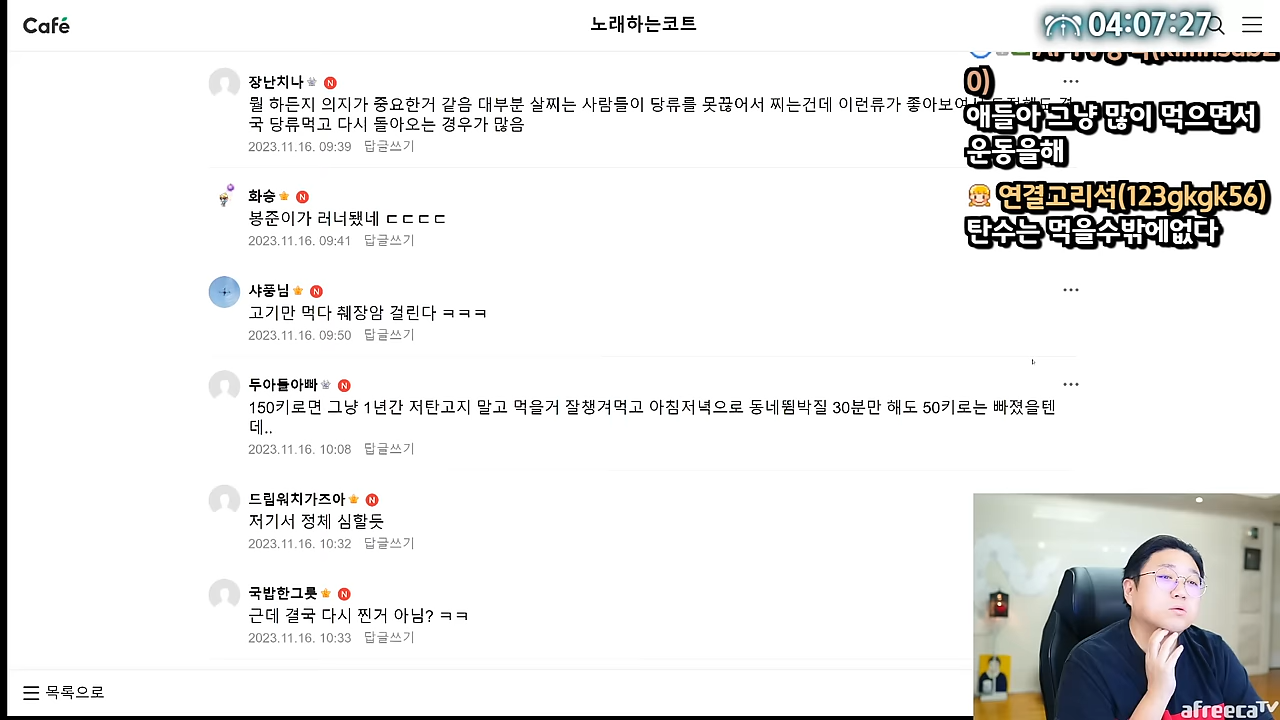 Café
노래하는코트
04:07:27
장난치나
뭘 하든지 의지가 중요한거 같음 대부분 살찌는 사람들이 당류를 못끊어서 찌는건데 이런류가 좋아보여서
국 당류먹고 다시 돌아오는 경우가 많음
2023.11.16. 09:39 답글쓰기
화승
봉준이가 러너됐네 ㄷㄷㄷㄷ
2023.11.16. 09:41 답글쓰기
샤풍님
고기만 먹다 췌장암 걸린다 ㅋㅋㅋ
2023.11.16. 09:50 답글쓰기
두아들아빠
150키로면 그냥 1년간 저탄고지 말고 먹을거 잘챙겨먹고 아침저녁으로 동네뜀박질 30분만 해도 50키로는 빠졌을텐
데..
2023.11.16. 10:08 답글쓰기
드림워치가즈아
저기서 정체 심할듯
2023.11.16. 10:32 답글쓰기
국밥한그릇
근데 결국 다시 찐거 아님? ㅋㅋ
2023.11.16. 10:33 답글쓰기
목록으로
0)
애들아 그냥 많이 먹으면서
운동을해
연결고리석(123gkgk56)
탄수는 먹을수밖에없다
afreecaTV